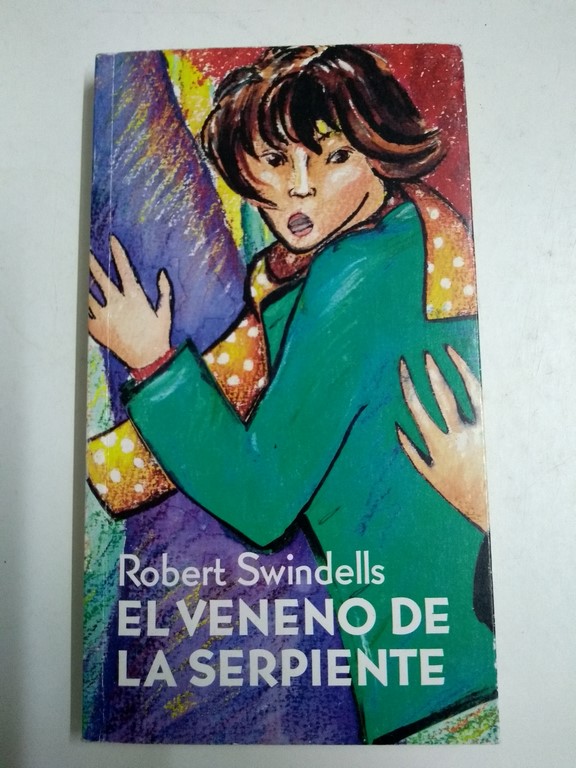 Robert Swindells
EL VENENO DE
LA SERPIENTE